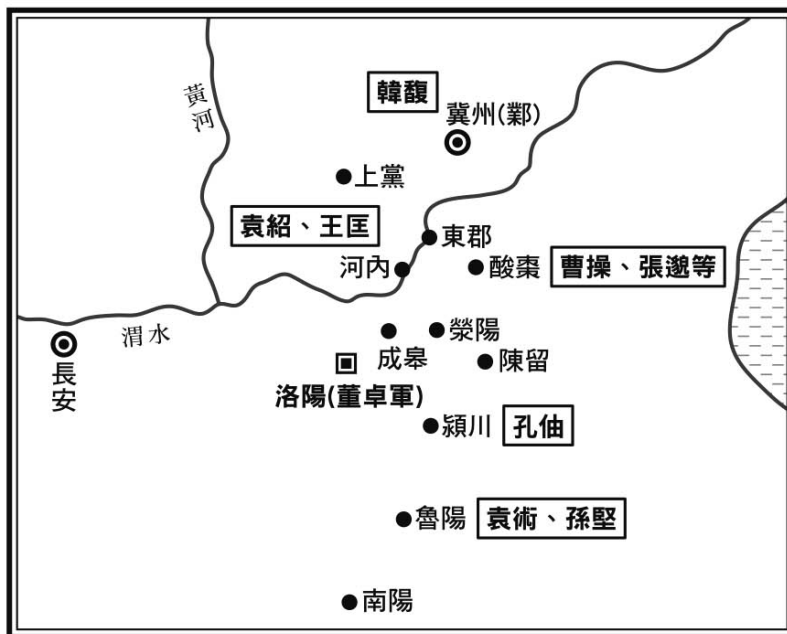 韓馥
黃河
冀州(鄴)
上黨
袁紹、王匡
東郡
河內
酸棗
曹操、張邈等
渭水
滎陽
成皋
陳留
長安
洛陽(董卓軍)
潁川
孔伷
魯陽
袁術、孫堅
南陽